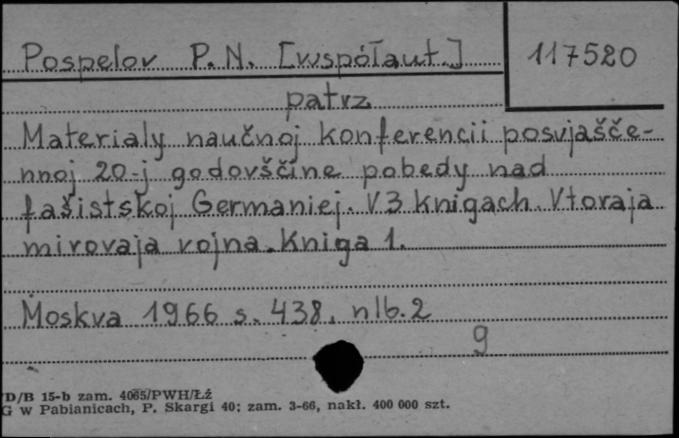 Pospelov P.N. [współaut.]
117520
patrz
Materialy naučnoj konferencii posvjašče-
nnoj 20-j godovščine pobedy nad
fašistskoj Germaniej. V 3 knigach. Vtoraja
mirovaja vojna. Kniga 1.
Moskva 1966 s. 438, nlb. 2
9
D/B 15-b zam. 4065/PWH/Łź
G w Pabianicach, P. Skargi 40; zam. 3-66, nakł. 400 000 szt.